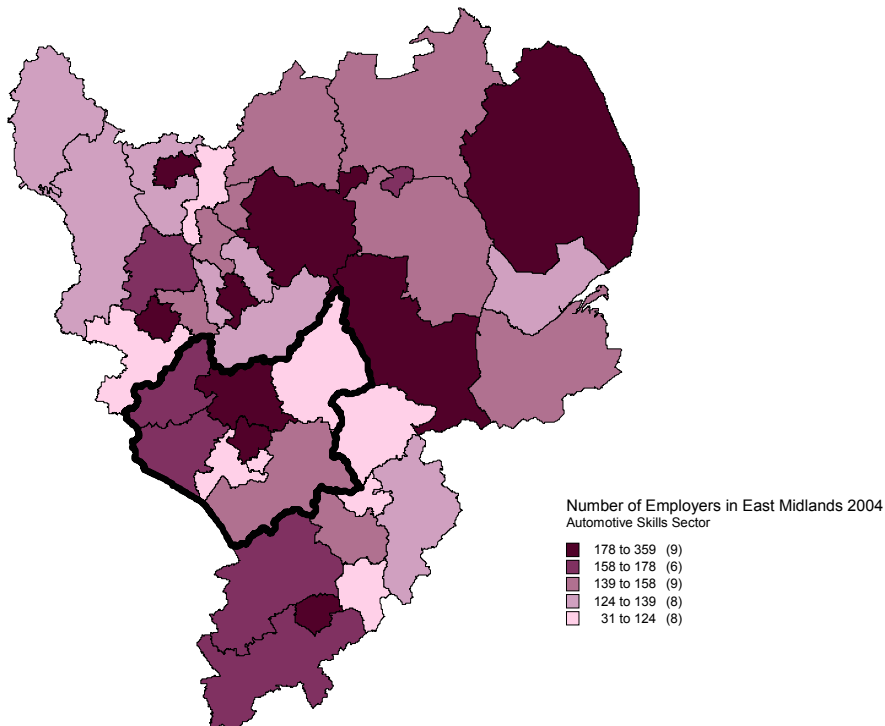 Number of Employers in East Midlands 2004
Automotive Skills Sector
178 to 359 (9)
158 to 178 (6)
139 to 158 (9)
124 to 139 (8)
31 to 124 (8)